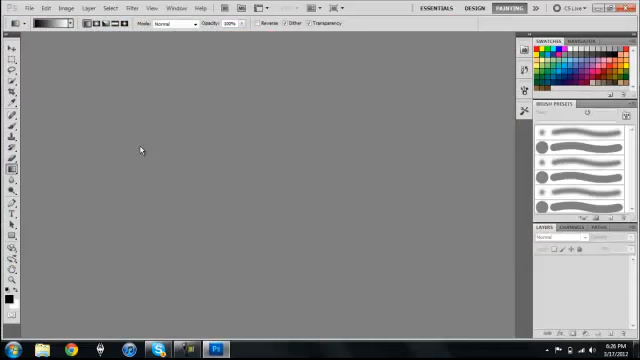 Ps File Edit Image Layer Select Filter View Window Help
ESSENTIALS DESIGN PAINTING CS Live
Mode: Normal Opacity: 100% Reverse Dither Transparency
SWATCHES NAVIGATOR
BRUSH PRESETS
LAYERS CHANNELS PATHS
Normal
6:26 PM
3/17/2012